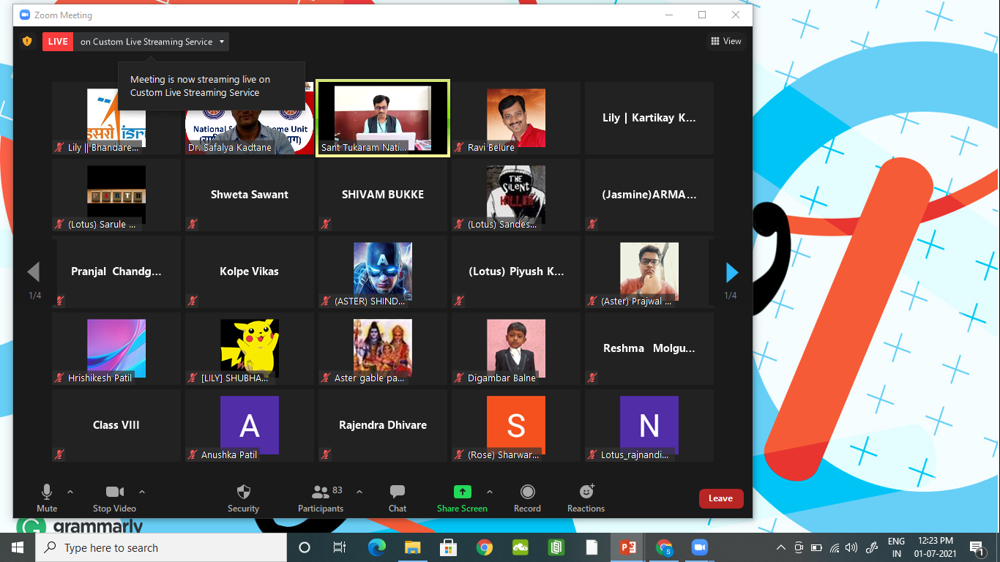 Zoom Meeting
LIVE on Custom Live Streaming Service
View
Meeting is now streaming live on
Custom Live Streaming Service
इसरो isr
Lily || Bhandare...
National Se
me Unit
Dr. Safalya Kadtane
Sant Tukaram Nati...
Ravi Belure
Lily | Kartikay K...
PARTH
(Lotus) Sarule ...
Shweta Sawant
SHIVAM BUKKE
THE
SILENT
KILLER
(Lotus) Sandes...
(Jasmine)ARMA...
1/4
Pranjal Chandg...
Kolpe Vikas
A
(ASTER) SHIND...
(Lotus) Piyush K...
(Aster) Prajwal ...
1/4
Hrishikesh Patil
[LILY] SHUBHA...
Aster gable pa...
Digambar Balne
Reshma Molgu...
Class VIII
A
Anushka Patil
Rajendra Dhivare
S
(Rose) Sharwar...
N
Lotus_rajnandi...
Mute
Stop Video
Security
83
Participants
Chat
Share Screen
Record
Reactions
Leave
grammarly
Type here to search
ENG
IN
12:23 PM
01-07-2021
1